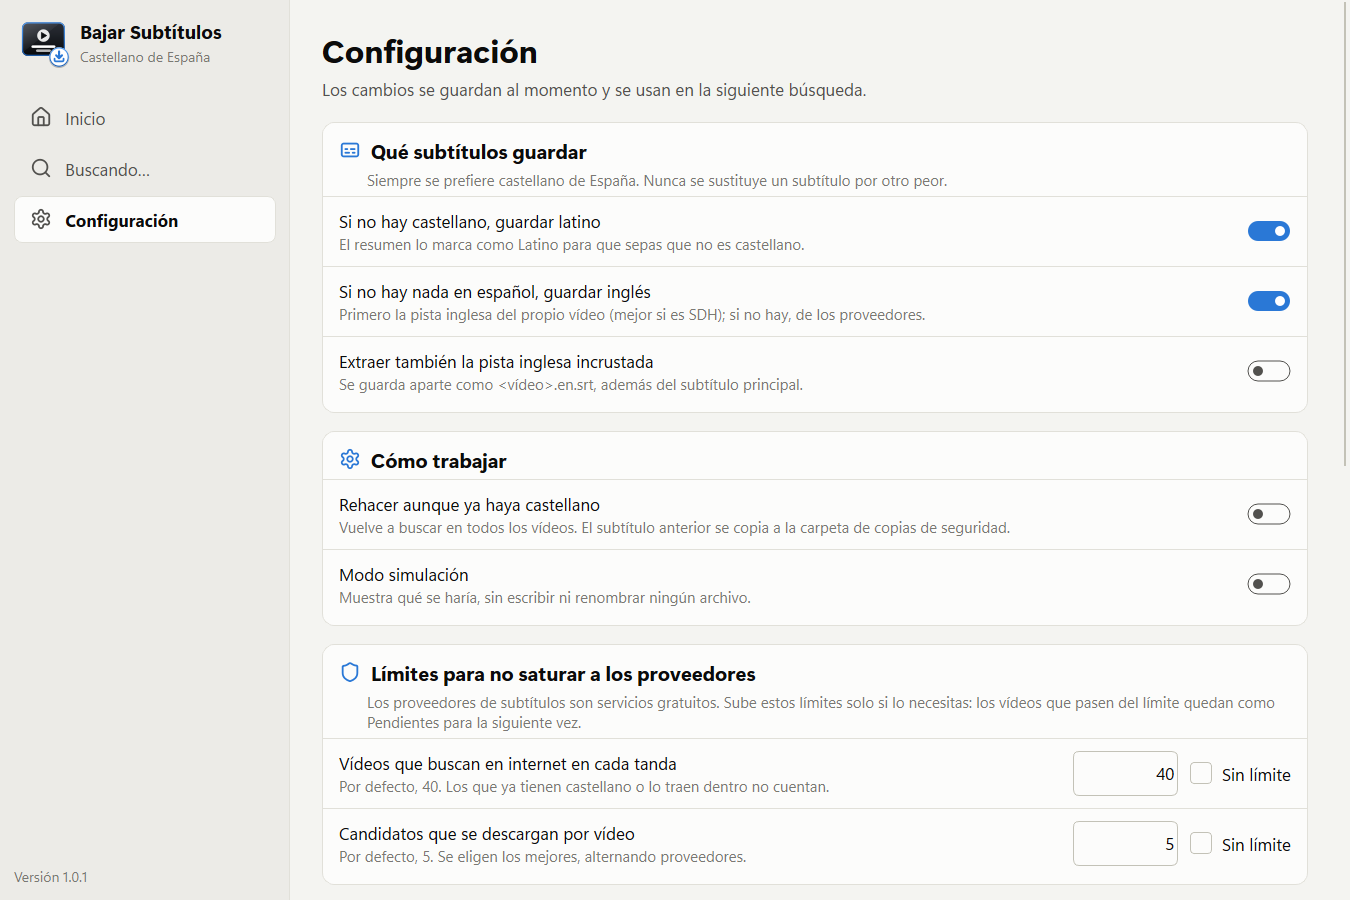 Bajar Subtítulos
Castellano de España
Inicio
Buscando...
Configuración
Versión 1.0.1
Configuración
Los cambios se guardan al momento y se usan en la siguiente búsqueda.
Qué subtítulos guardar
Siempre se prefiere castellano de España. Nunca se sustituye un subtítulo por otro peor.
Si no hay castellano, guardar latino
El resumen lo marca como Latino para que sepas que no es castellano.
Si no hay nada en español, guardar inglés
Primero la pista inglesa del propio vídeo (mejor si es SDH); si no hay, de los proveedores.
Extraer también la pista inglesa incrustada
Se guarda aparte como <vídeo>.en.srt, además del subtítulo principal.
Cómo trabajar
Rehacer aunque ya haya castellano
Vuelve a buscar en todos los vídeos. El subtítulo anterior se copia a la carpeta de copias de seguridad.
Modo simulación
Muestra qué se haría, sin escribir ni renombrar ningún archivo.
Límites para no saturar a los proveedores
Los proveedores de subtítulos son servicios gratuitos. Sube estos límites solo si lo necesitas: los vídeos que pasen del límite quedan como
Pendientes para la siguiente vez.
Vídeos que buscan en internet en cada tanda
Por defecto, 40. Los que ya tienen castellano o lo traen dentro no cuentan.
40
Sin límite
Candidatos que se descargan por vídeo
Por defecto, 5. Se eligen los mejores, alternando proveedores.
5
Sin límite